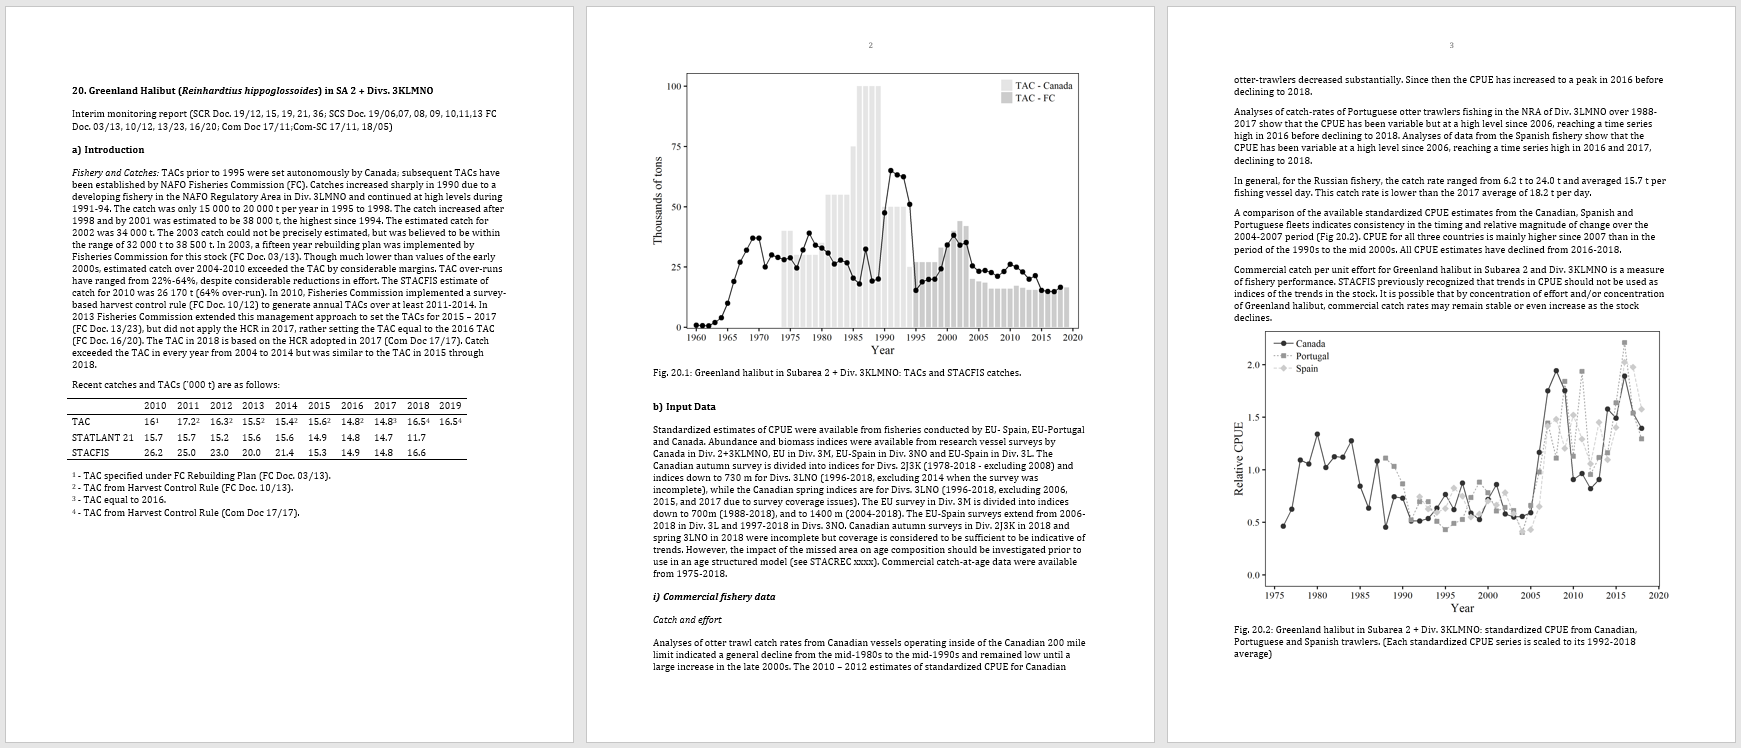 20. Greenland Halibut (Reinhardtius hippoglossoides) in SA 2 + Divs. 3KLMNO
Interim monitoring report (SCR Doc. 19/12, 15, 19, 21, 36; SCS Doc. 19/06,07, 08, 09, 10,11,13 FC
Doc. 03/13, 10/12, 13/23, 16/20; Com Doc 17/11;Com-SC 17/11, 18/05)
a) Introduction
Fishery and Catches: TACs prior to 1995 were set autonomously by Canada; subsequent TACs have
been established by NAFO Fisheries Commission (FC). Catches increased sharply in 1990 due to a
developing fishery in the NAFO Regulatory Area in Div. 3LMNO and continued at high levels during
1991-94. The catch was only 15 000 to 20 000 t per year in 1995 to 1998. The catch increased after
1998 and by 2001 was estimated to be 38 000 t, the highest since 1994. The estimated catch for
2002 was 34 000 t. The 2003 catch could not be precisely estimated, but was believed to be within
the range of 32 000 t to 38 500 t. In 2003, a fifteen year rebuilding plan was implemented by
Fisheries Commission for this stock (FC Doc. 03/13). Though much lower than values of the early
2000s, estimated catch over 2004-2010 exceeded the TAC by considerable margins. TAC over-runs
have ranged from 22%-64%, despite considerable reductions in effort. The STACFIS estimate of
catch for 2010 was 26 170 t (64% over-run). In 2010, Fisheries Commission implemented a survey-
based harvest control rule (FC Doc. 10/12) to generate annual TACs over at least 2011-2014. In
2013 Fisheries Commission extended this management approach to set the TACs for 2015 – 2017
(FC Doc. 13/23), but did not apply the HCR in 2017, rather setting the TAC equal to the 2016 TAC
(FC Doc. 16/20). The TAC in 2018 is based on the HCR adopted in 2017 (Com Doc 17/17). Catch
exceeded the TAC in every year from 2004 to 2014 but was similar to the TAC in 2015 through
2018.
Recent catches and TACs ('000 t) are as follows:
2010 2011 2012 2013 2014 2015 2016 2017 2018 2019
TAC 16¹ 17.2² 16.3² 15.5² 15.4² 15.6² 14.8² 14.8³ 16.5⁴ 16.5⁴
STATLANT 21 15.7 15.7 15.2 15.6 15.6 14.9 14.8 14.7 11.7
STACFIS 26.2 25.0 23.0 20.0 21.4 15.3 14.9 14.8 16.6
¹ - TAC specified under FC Rebuilding Plan (FC Doc. 03/13).
² - TAC from Harvest Control Rule (FC Doc. 10/13).
³ - TAC equal to 2016.
⁴ - TAC from Harvest Control Rule (Com Doc 17/17).
2
TAC - Canada
TAC - FC
100
75
50
25
0
Thousands of tons
1960 1965 1970 1975 1980 1985 1990 1995 2000 2005 2010 2015 2020
Year
Fig. 20.1: Greenland halibut in Subarea 2 + Div. 3KLMNO: TACs and STACFIS catches.
b) Input Data
Standardized estimates of CPUE were available from fisheries conducted by EU- Spain, EU-Portugal
and Canada. Abundance and biomass indices were available from research vessel surveys by
Canada in Div. 2+3KLMNO, EU in Div. 3M, EU-Spain in Div. 3NO and EU-Spain in Div. 3L. The
Canadian autumn survey is divided into indices for Divs. 2J3K (1978-2018 - excluding 2008) and
indices down to 730 m for Divs. 3LNO (1996-2018, excluding 2014 when the survey was
incomplete), while the Canadian spring indices are for Divs. 3LNO (1996-2018, excluding 2006,
2015, and 2017 due to survey coverage issues). The EU survey in Div. 3M is divided into indices
down to 700m (1988-2018), and to 1400 m (2004-2018). The EU-Spain surveys extend from 2006-
2018 in Div. 3L and 1997-2018 in Divs. 3NO. Canadian autumn surveys in Div. 2J3K in 2018 and
spring 3LNO in 2018 were incomplete but coverage is considered to be sufficient to be indicative of
trends. However, the impact of the missed area on age composition should be investigated prior to
use in an age structured model (see STACREC xxxx). Commercial catch-at-age data were available
from 1975-2018.
i) Commercial fishery data
Catch and effort
Analyses of otter trawl catch rates from Canadian vessels operating inside of the Canadian 200 mile
limit indicated a general decline from the mid-1980s to the mid-1990s and remained low until a
large increase in the late 2000s. The 2010 – 2012 estimates of standardized CPUE for Canadian
3
otter-trawlers decreased substantially. Since then the CPUE has increased to a peak in 2016 before
declining to 2018.
Analyses of catch-rates of Portuguese otter trawlers fishing in the NRA of Div. 3LMNO over 1988-
2017 show that the CPUE has been variable but at a high level since 2006, reaching a time series
high in 2016 before declining to 2018. Analyses of data from the Spanish fishery show that the
CPUE has been variable at a high level since 2006, reaching a time series high in 2016 and 2017,
declining to 2018.
In general, for the Russian fishery, the catch rate ranged from 6.2 t to 24.0 t and averaged 15.7 t per
fishing vessel day. This catch rate is lower than the 2017 average of 18.2 t per day.
A comparison of the available standardized CPUE estimates from the Canadian, Spanish and
Portuguese fleets indicates consistency in the timing and relative magnitude of change over the
2004-2007 period (Fig 20.2). CPUE for all three countries is mainly higher since 2007 than in the
period of the 1990s to the mid 2000s. All CPUE estimates have declined from 2016-2018.
Commercial catch per unit effort for Greenland halibut in Subarea 2 and Div. 3KLMNO is a measure
of fishery performance. STACFIS previously recognized that trends in CPUE should not be used as
indices of the trends in the stock. It is possible that by concentration of effort and/or concentration
of Greenland halibut, commercial catch rates may remain stable or even increase as the stock
declines.
Canada
Portugal
Spain
2.0
1.5
1.0
0.5
0.0
Relative CPUE
1975 1980 1985 1990 1995 2000 2005 2010 2015 2020
Year
Fig. 20.2: Greenland halibut in Subarea 2 + Div. 3KLMNO: standardized CPUE from Canadian,
Portuguese and Spanish trawlers. (Each standardized CPUE series is scaled to its 1992-2018
average)